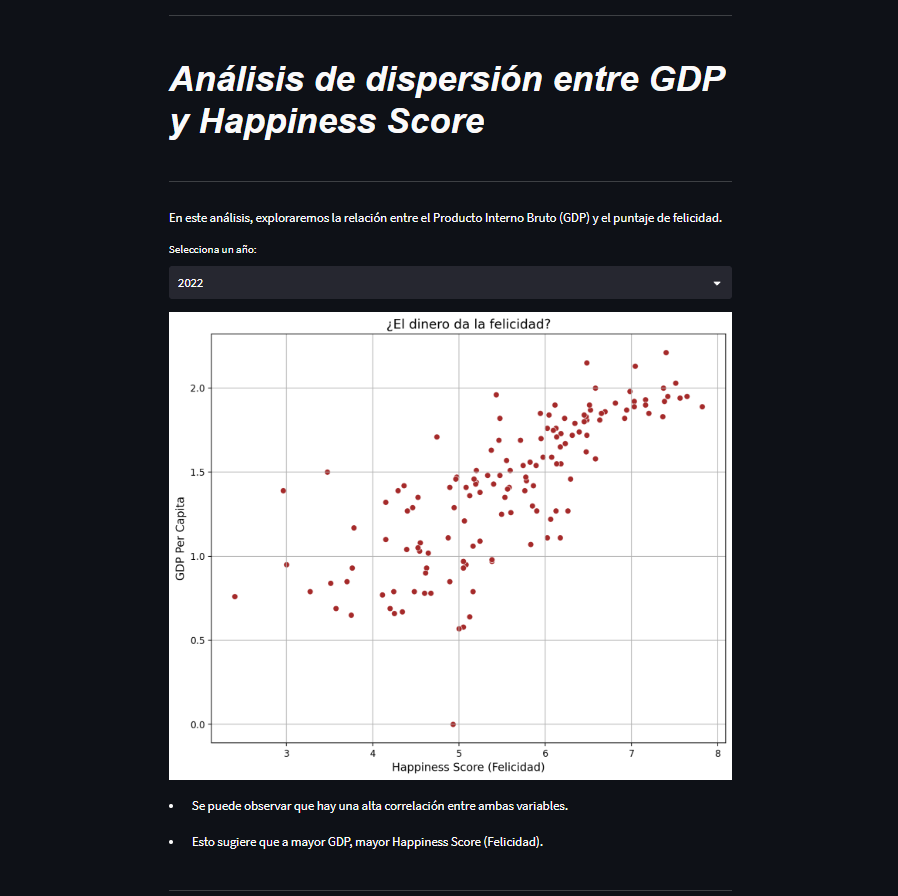 Análisis de dispersión entre GDP
y Happiness Score
En este análisis, exploraremos la relación entre el Producto Interno Bruto (GDP) y el puntaje de felicidad.
Selecciona un año:
2022
¿El dinero da la felicidad?
GDP Per Capita
2.0
1.5
1.0
0.5
0.0
3 4 5 6 7 8
Happiness Score (Felicidad)
• Se puede observar que hay una alta correlación entre ambas variables.
• Esto sugiere que a mayor GDP, mayor Happiness Score (Felicidad).